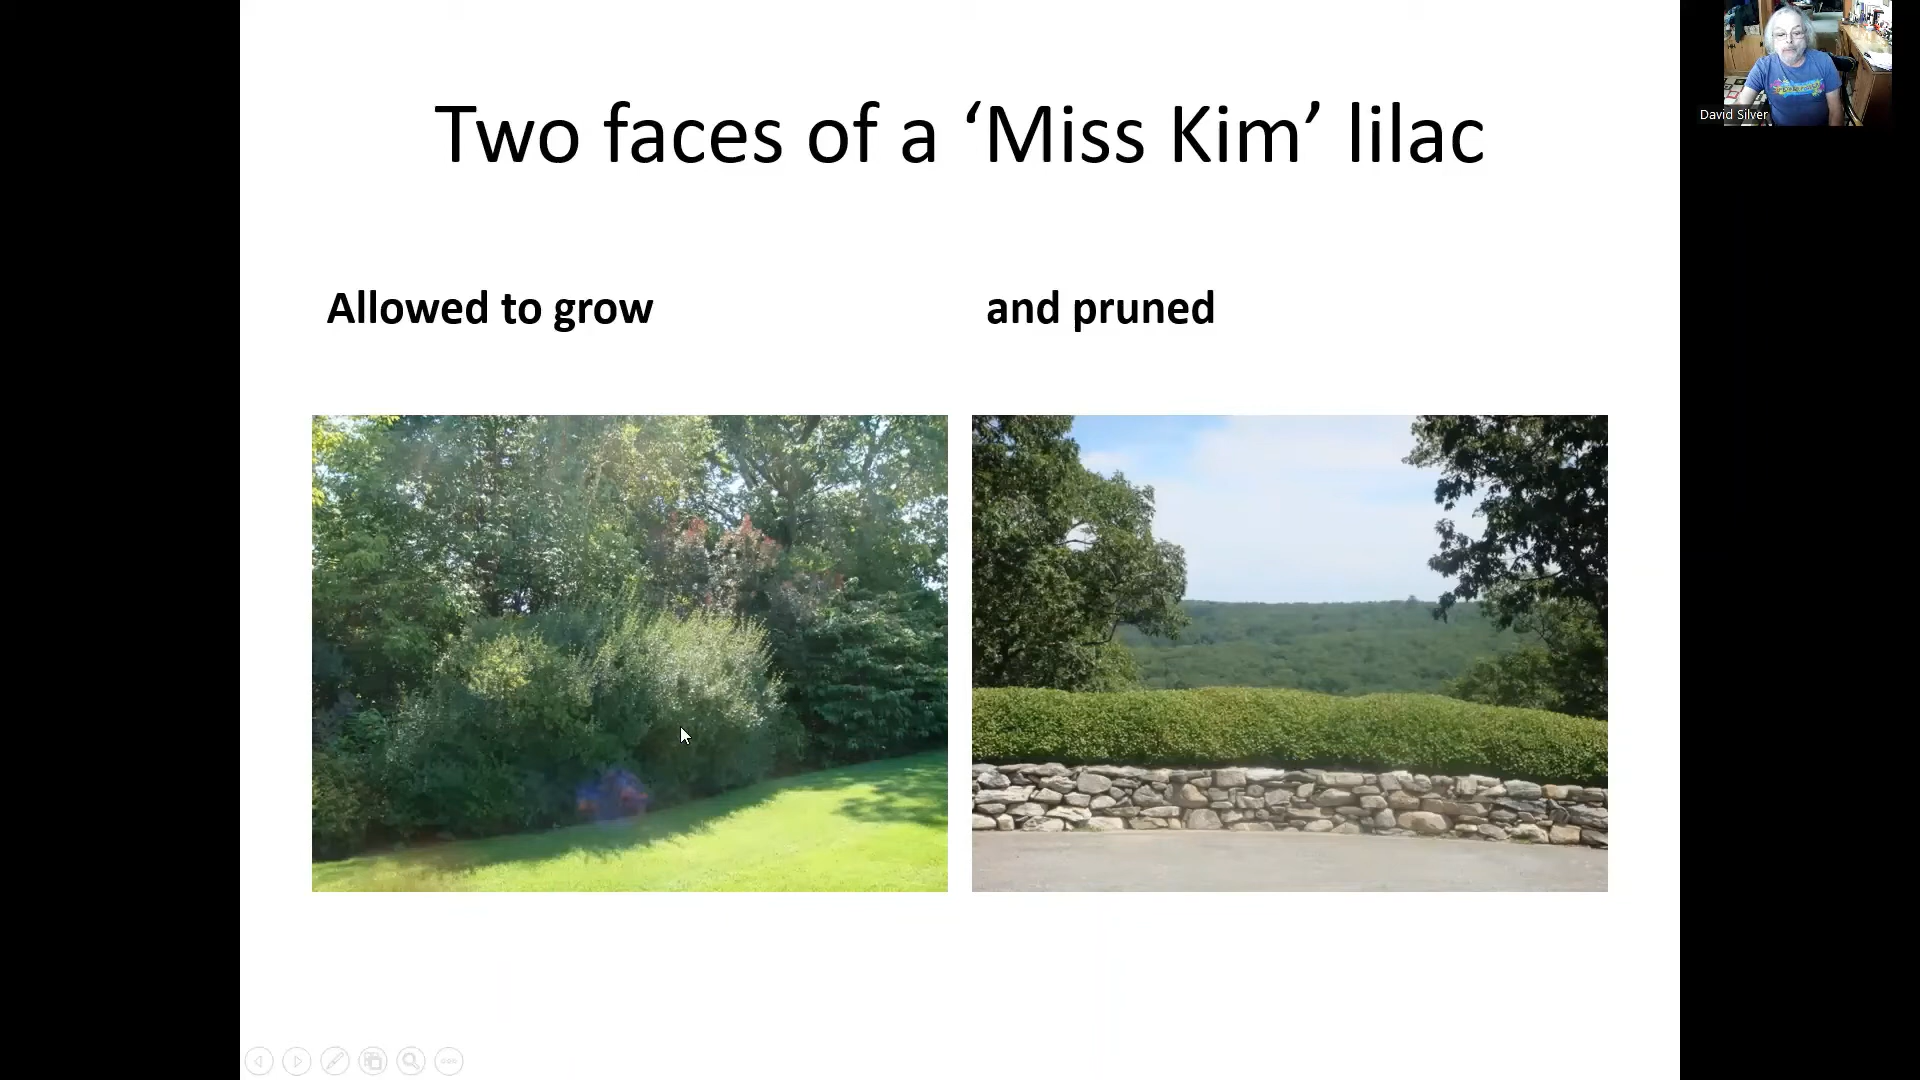 Two faces of a ‘Miss Kim’ lilac
Allowed to grow
and pruned
David Silver